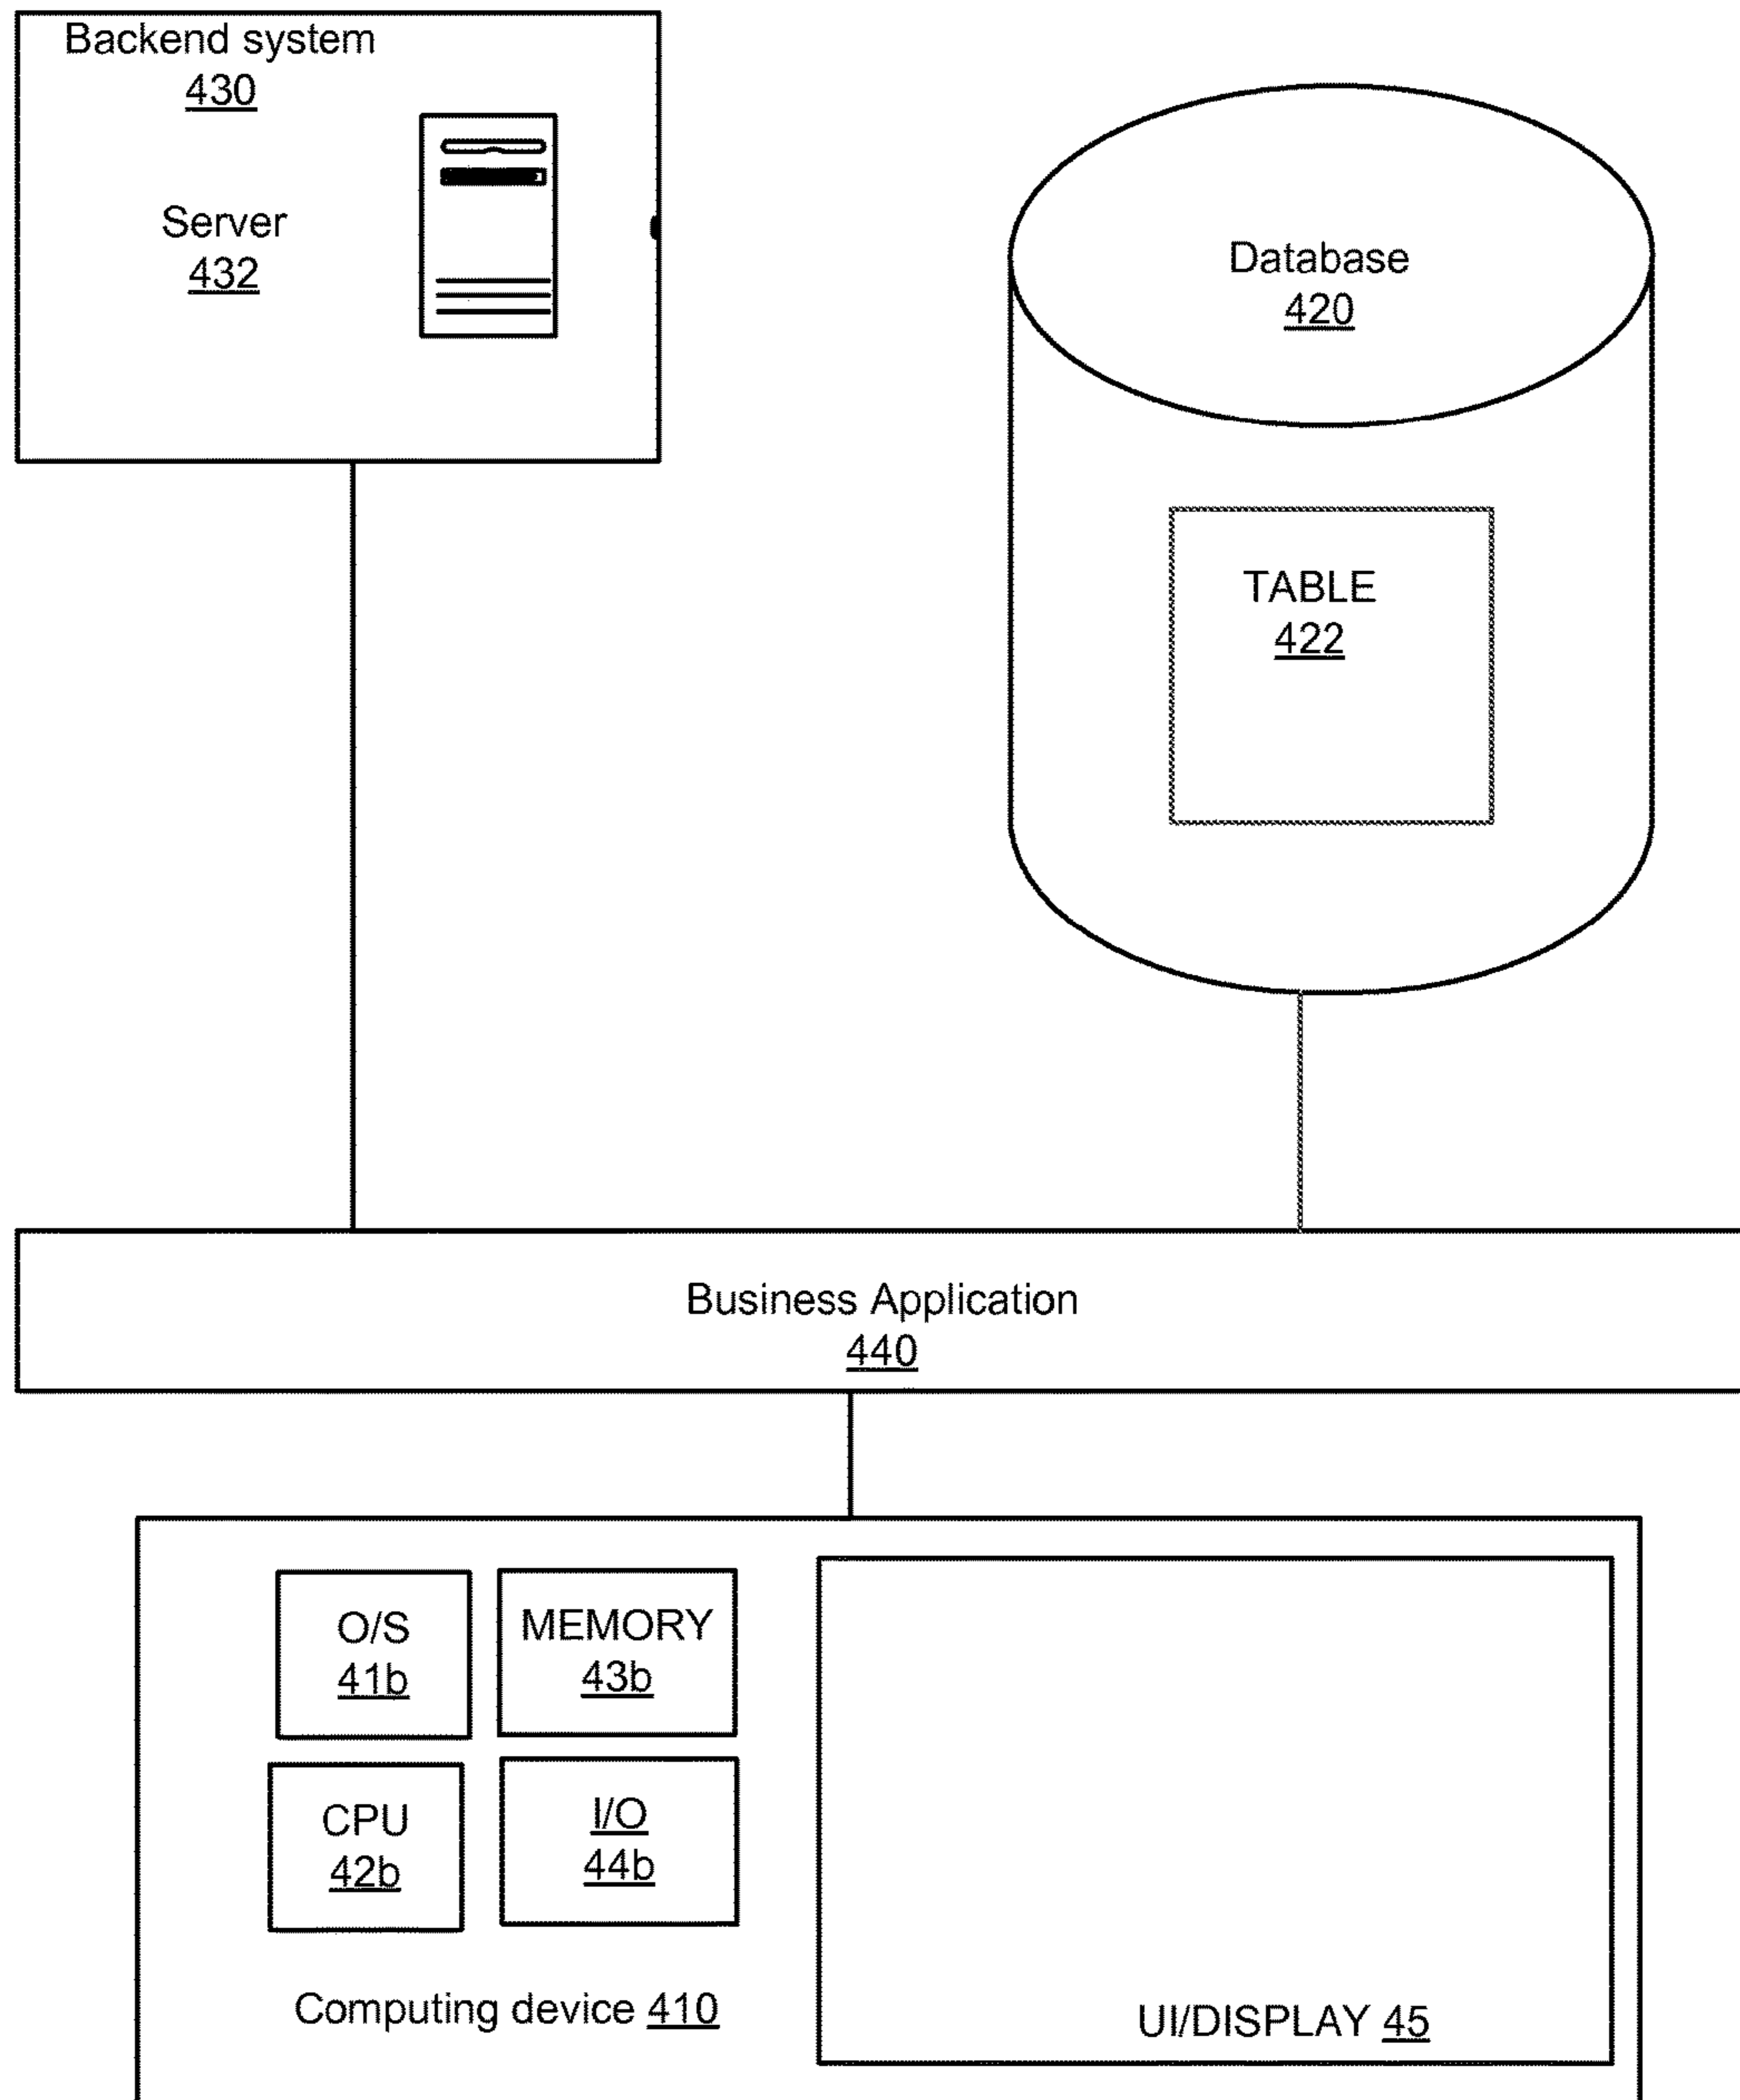 Backend system
430
Server
432
Database
420
TABLE
422
Business Application
440
O/S
41b
MEMORY
43b
CPU
42b
I/O
44b
Computing device 410
UI/DISPLAY 45